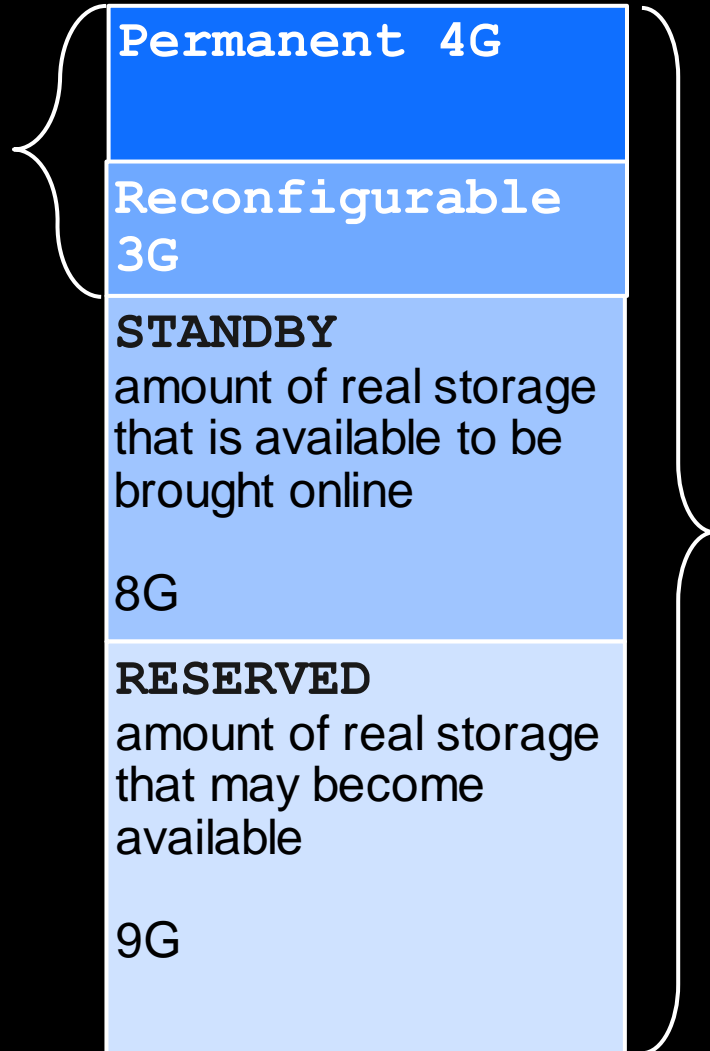 Permanent 4G
Reconfigurable
3G
STANDBY
amount of real storage
that is available to be
brought online
8G
RESERVED
amount of real storage
that may become
available
9G